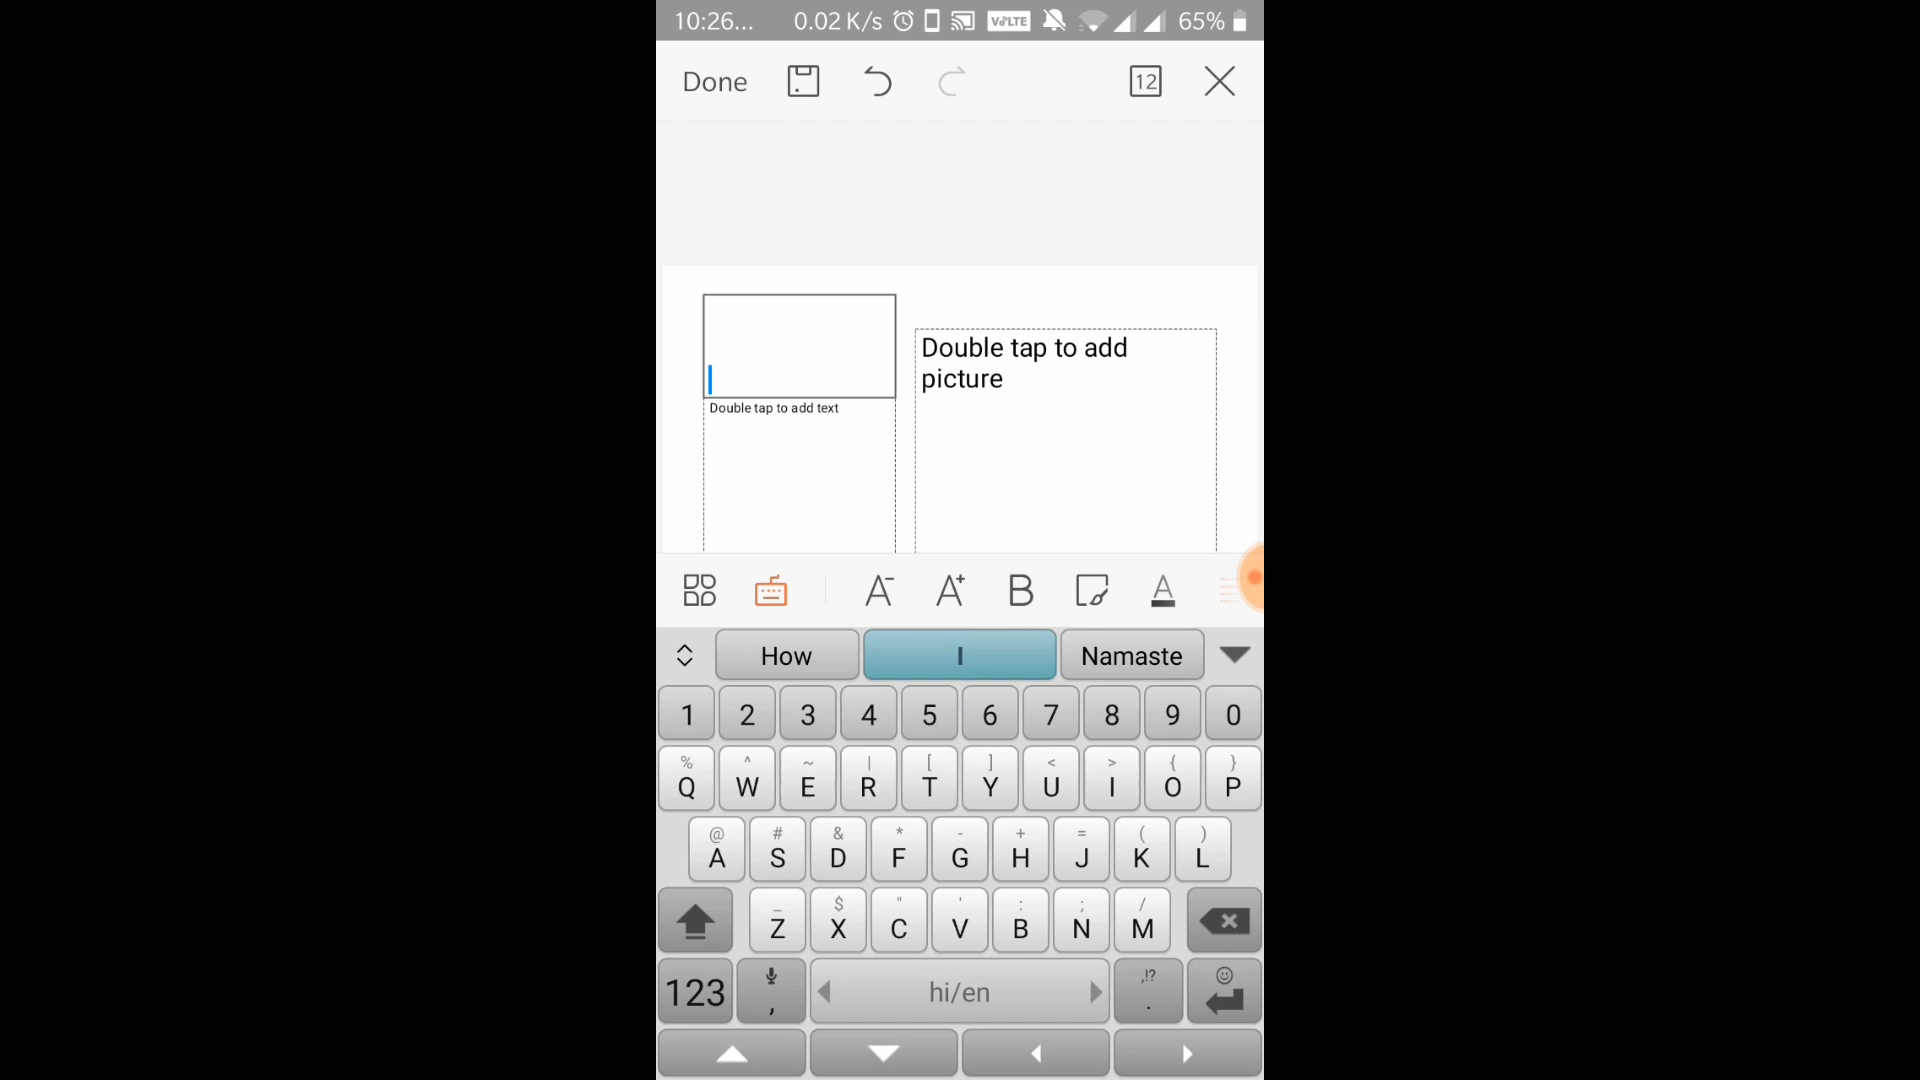 10:26... 0.02 K/s VoLTE 65%
Done 12
Double tap to add
picture
Double tap to add text
A- A+ B A
How I Namaste
1 2 3 4 5 6 7 8 9 0
% ^ ~ | [ ] < > { }
Q W E R T Y U I O P
@ # & * - + = ( )
A S D F G H J K L
_ $ " ' : ; /
Z X C V B N M
123 , hi/en ,!? .